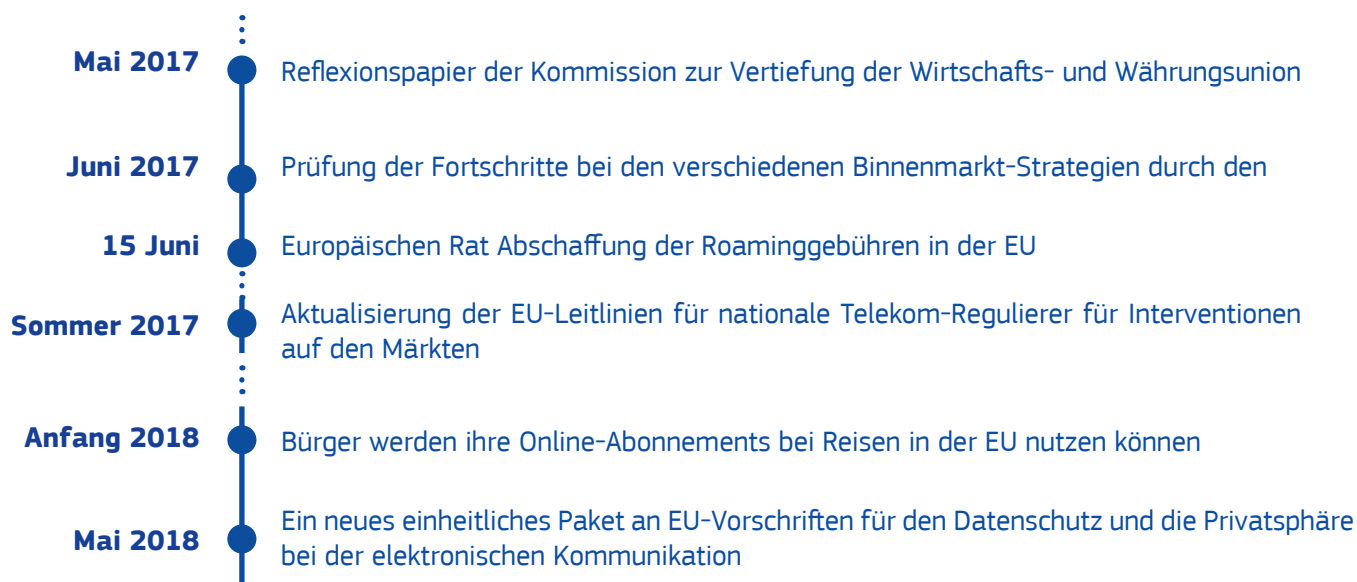 Mai 2017
Reflexionspapier der Kommission zur Vertiefung der Wirtschafts- und Währungsunion
Juni 2017
Prüfung der Fortschritte bei den verschiedenen Binnenmarkt-Strategien durch den
15 Juni
Europäischen Rat Abschaffung der Roaminggebühren in der EU
Sommer 2017
Aktualisierung der EU-Leitlinien für nationale Telekom-Regulierer für Interventionen
auf den Märkten
Anfang 2018
Bürger werden ihre Online-Abonnements bei Reisen in der EU nutzen können
Mai 2018
Ein neues einheitliches Paket an EU-Vorschriften für den Datenschutz und die Privatsphäre
bei der elektronischen Kommunikation